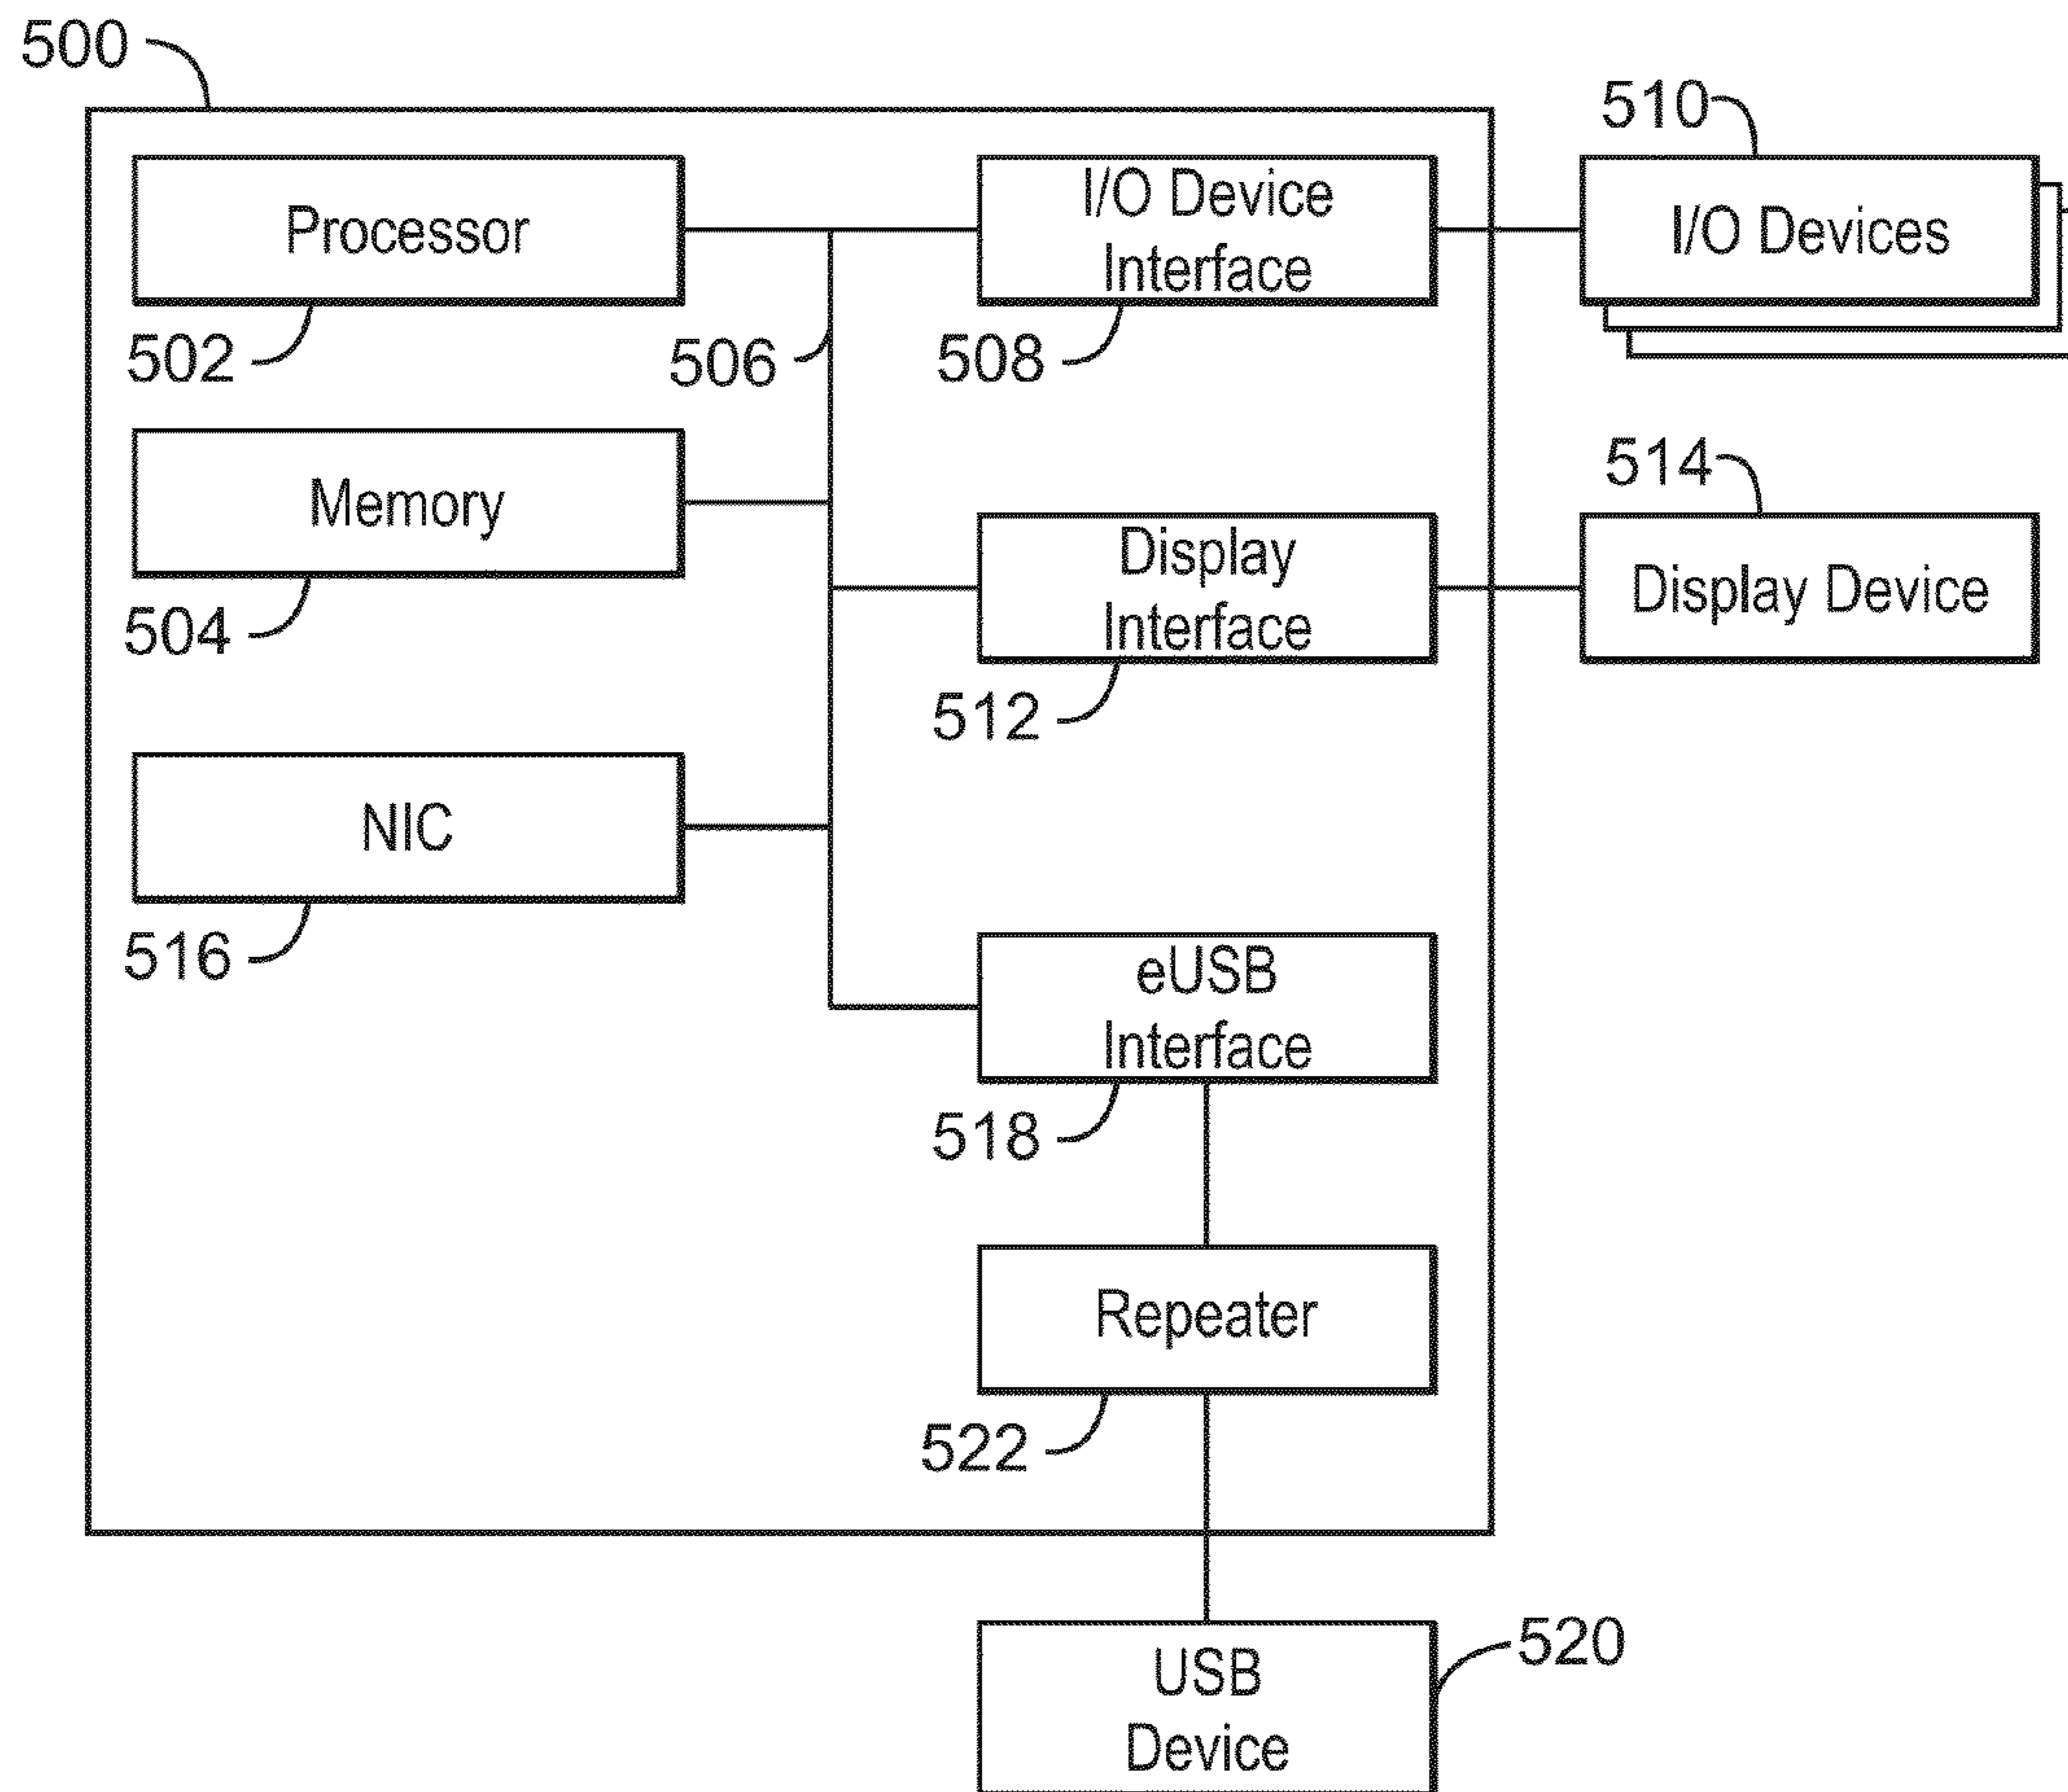 500
510
Processor
I/O Device
Interface
I/O Devices
502
506
508
514
Memory
Display
Interface
Display Device
504
512
NIC
516
eUSB
Interface
518
Repeater
522
USB
Device
520